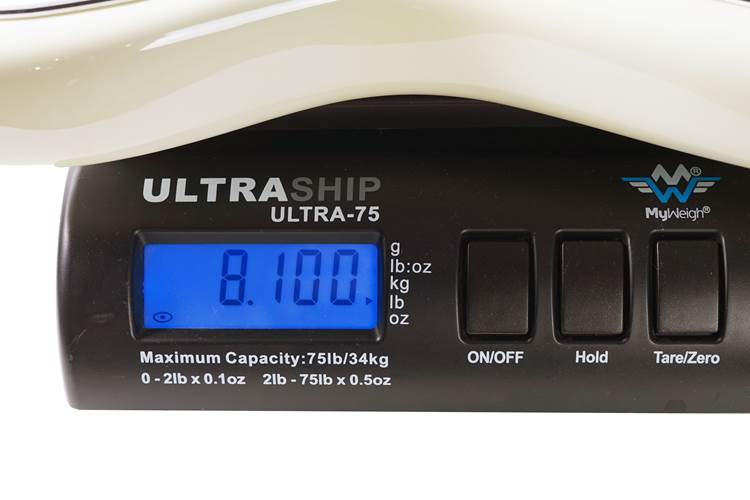 ULTRASHIP
ULTRA-75
MyWeigh®
8.100
g
lb:oz
kg
lb
oz
ON/OFF
Hold
Tare/Zero
Maximum Capacity:75lb/34kg
0 - 2lb x 0.1oz 2lb - 75lb x 0.5oz